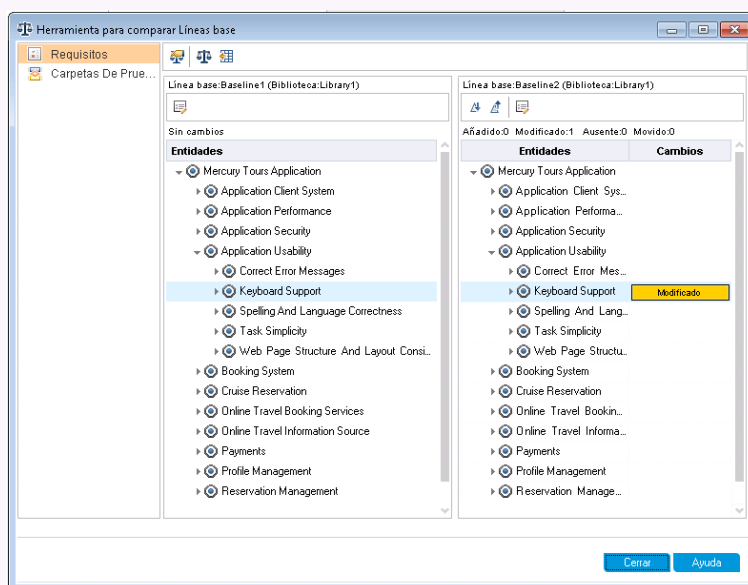 Herramienta para comparar Líneas base
Requisitos
Carpetas De Prue...
Línea base:Baseline1 (Biblioteca:Library1)
Sin cambios
Entidades
Mercury Tours Application
Application Client System
Application Performance
Application Security
Application Usability
Correct Error Messages
Keyboard Support
Spelling And Language Correctness
Task Simplicity
Web Page Structure And Layout Consi...
Booking System
Cruise Reservation
Online Travel Booking Services
Online Travel Information Source
Payments
Profile Management
Reservation Management
Línea base:Baseline2 (Biblioteca:Library1)
Añadido:0 Modificado:1 Ausente:0 Movido:0
Entidades Cambios
Mercury Tours Application
Application Client Sys...
Application Performa...
Application Security
Application Usability
Correct Error Mes...
Keyboard Support Modificado
Spelling And Lang...
Task Simplicity
Web Page Structu...
Booking System
Cruise Reservation
Online Travel Bookin...
Online Travel Informa...
Payments
Profile Management
Reservation Manage...
Cerrar Ayuda